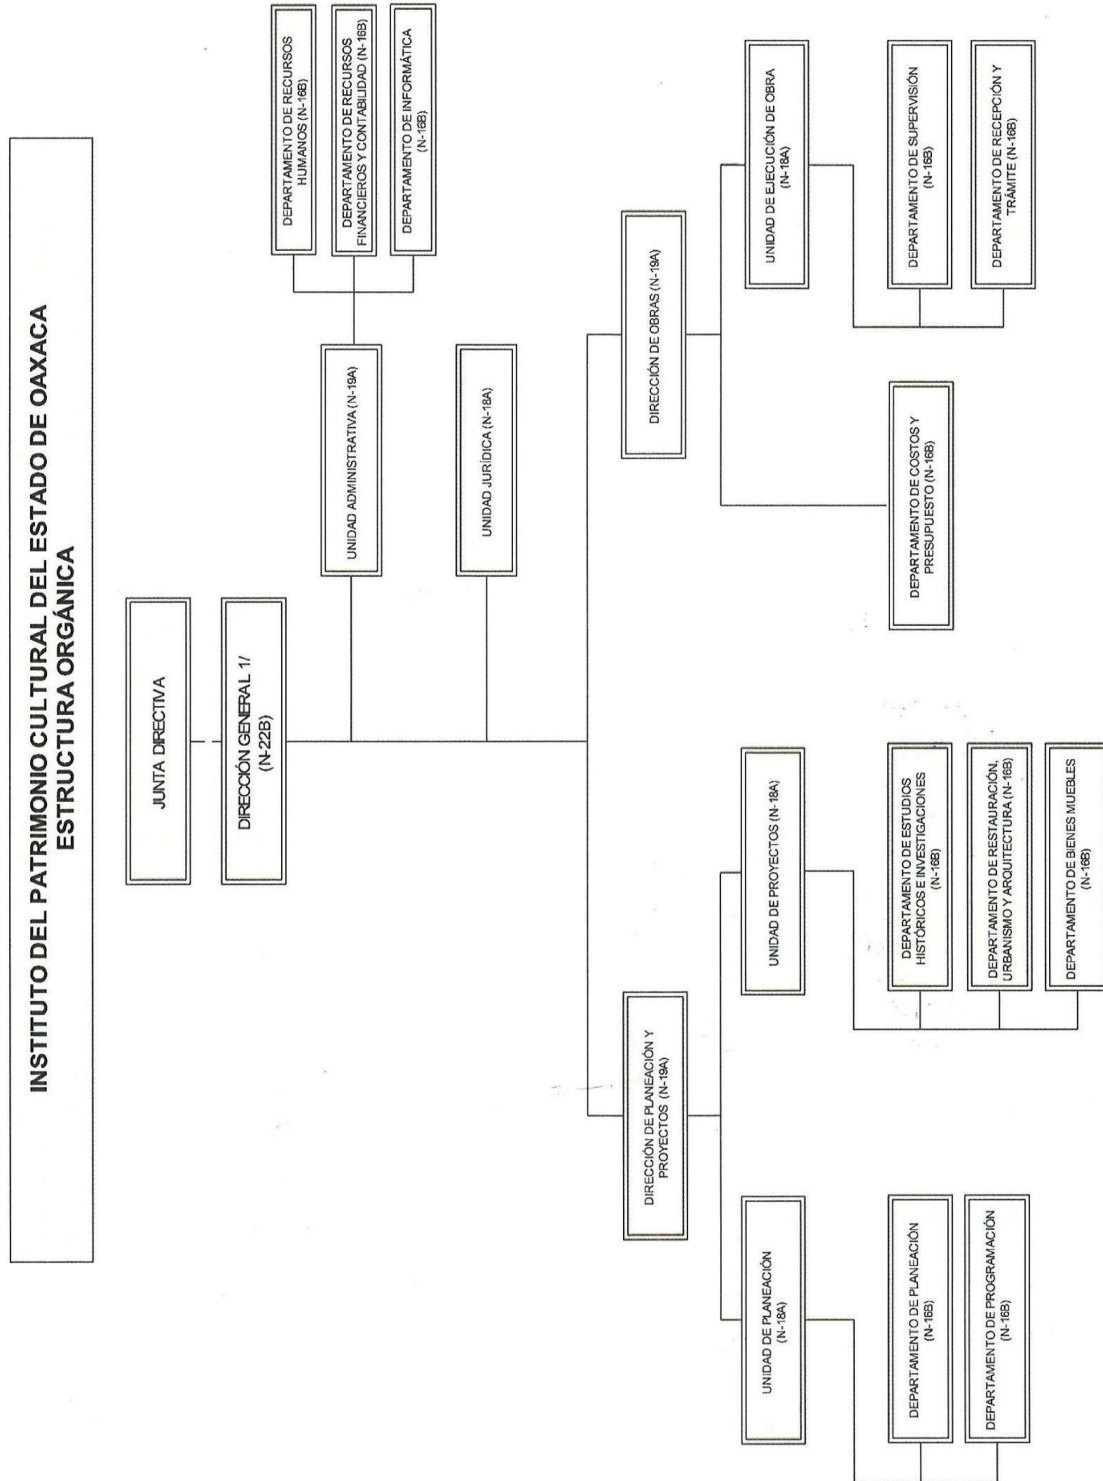 INSTITUTO DEL PATRIMONIO CULTURAL DEL ESTADO DE OAXACA
ESTRUCTURA ORGÁNICA
JUNTA DIRECTIVA
DIRECCIÓN GENERAL 1/
(N-22B)
UNIDAD ADMINISTRATIVA (N-19A)
DEPARTAMENTO DE RECURSOS
HUMANOS (N-16B)
DEPARTAMENTO DE RECURSOS
FINANCIEROS Y CONTABILIDAD (N-16B)
DEPARTAMENTO DE INFORMÁTICA
(N-16B)
UNIDAD JURÍDICA (N-18A)
DIRECCIÓN DE PLANEACIÓN Y
PROYECTOS (N-19A)
DIRECCIÓN DE OBRAS (N-19A)
UNIDAD DE PLANEACIÓN
(N-18A)
UNIDAD DE PROYECTOS (N-18A)
UNIDAD DE EJECUCIÓN DE OBRA
(N-18A)
DEPARTAMENTO DE PLANEACIÓN
(N-16B)
DEPARTAMENTO DE PROGRAMACIÓN
(N-16B)
DEPARTAMENTO DE ESTUDIOS
HISTÓRICOS E INVESTIGACIONES
(N-16B)
DEPARTAMENTO DE RESTAURACIÓN,
URBANISMO Y ARQUITECTURA (N-16B)
DEPARTAMENTO DE BIENES MUEBLES
(N-16B)
DEPARTAMENTO DE COSTOS Y
PRESUPUESTO (N-16B)
DEPARTAMENTO DE SUPERVISIÓN
(N-16B)
DEPARTAMENTO DE RECEPCIÓN Y
TRÁMITE (N-16B)